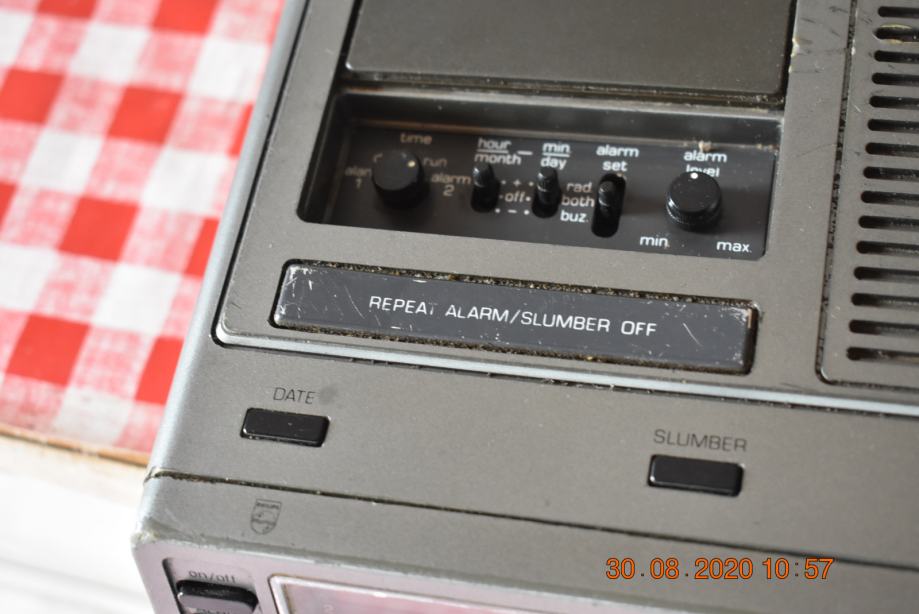 time
run
alarm
1
alarm
2
hour
month
min
day
+
off
-
alarm
set
rad
both
buz.
alarm
level
min.
max.
REPEAT ALARM/SLUMBER OFF
DATE
SLUMBER
PHILIPS
on/off
30.08.2020 10:57